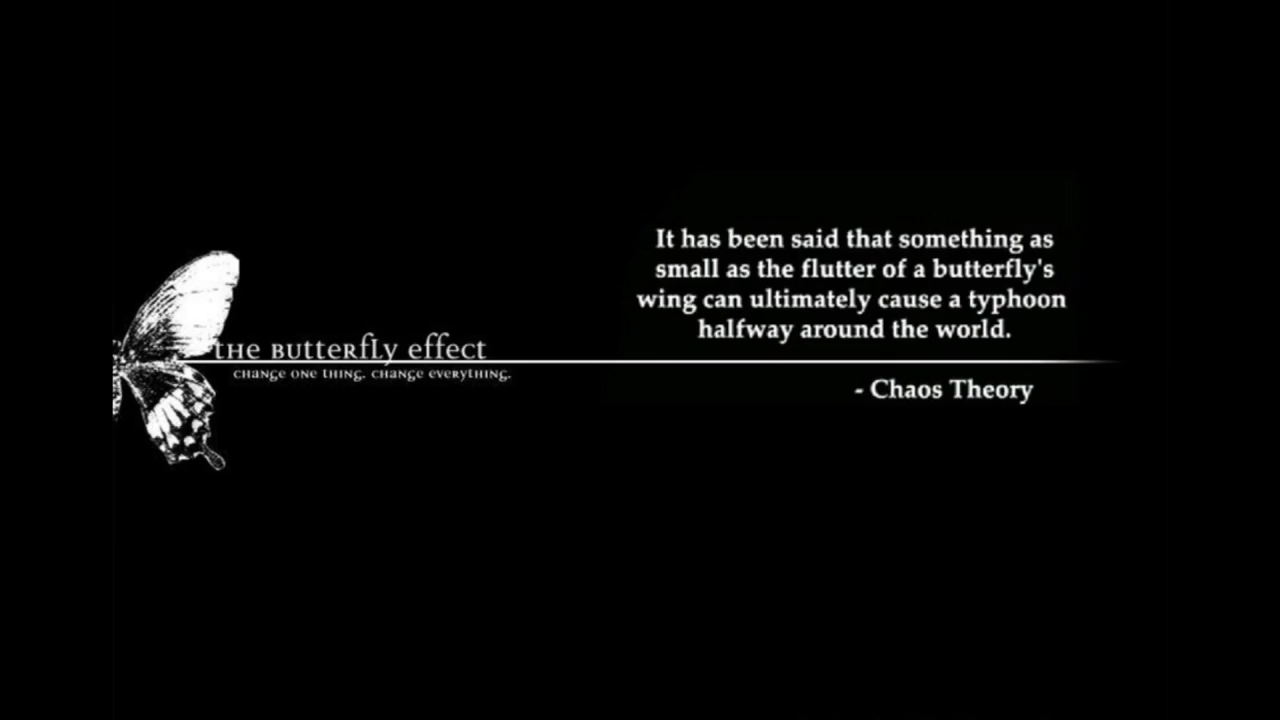 the Butterfly effect
change one thing. change everything.
It has been said that something as
small as the flutter of a butterfly's
wing can ultimately cause a typhoon
halfway around the world.
- Chaos Theory